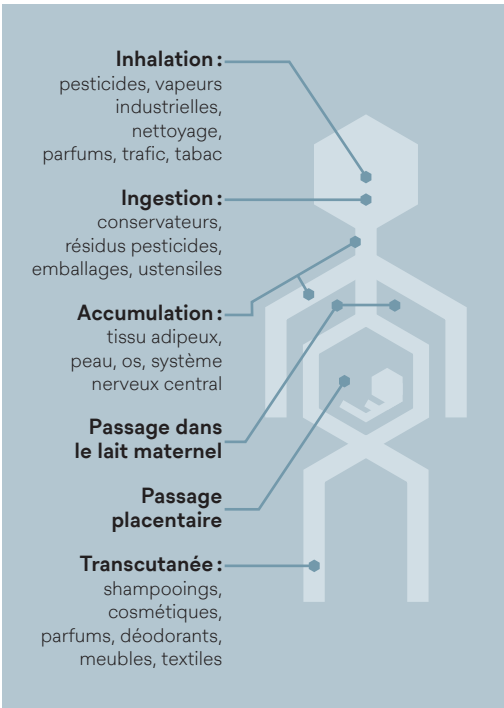 Inhalation :
pesticides, vapeurs
industrielles,
nettoyage,
parfums, trafic, tabac
Ingestion :
conservateurs,
résidus pesticides,
emballages, ustensiles
Accumulation :
tissu adipeux,
peau, os, système
nerveux central
Passage dans
le lait maternel
Passage
placentaire
Transcutanée :
shampooings,
cosmétiques,
parfums, déodorants,
meubles, textiles